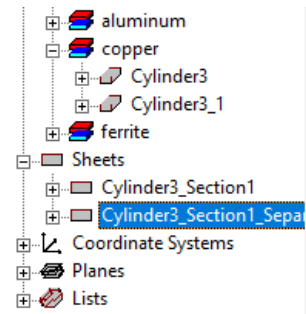 aluminum
copper
Cylinder3
Cylinder3_1
ferrite
Sheets
Cylinder3_Section1
Cylinder3_Section1_Separ
Coordinate Systems
Planes
Lists